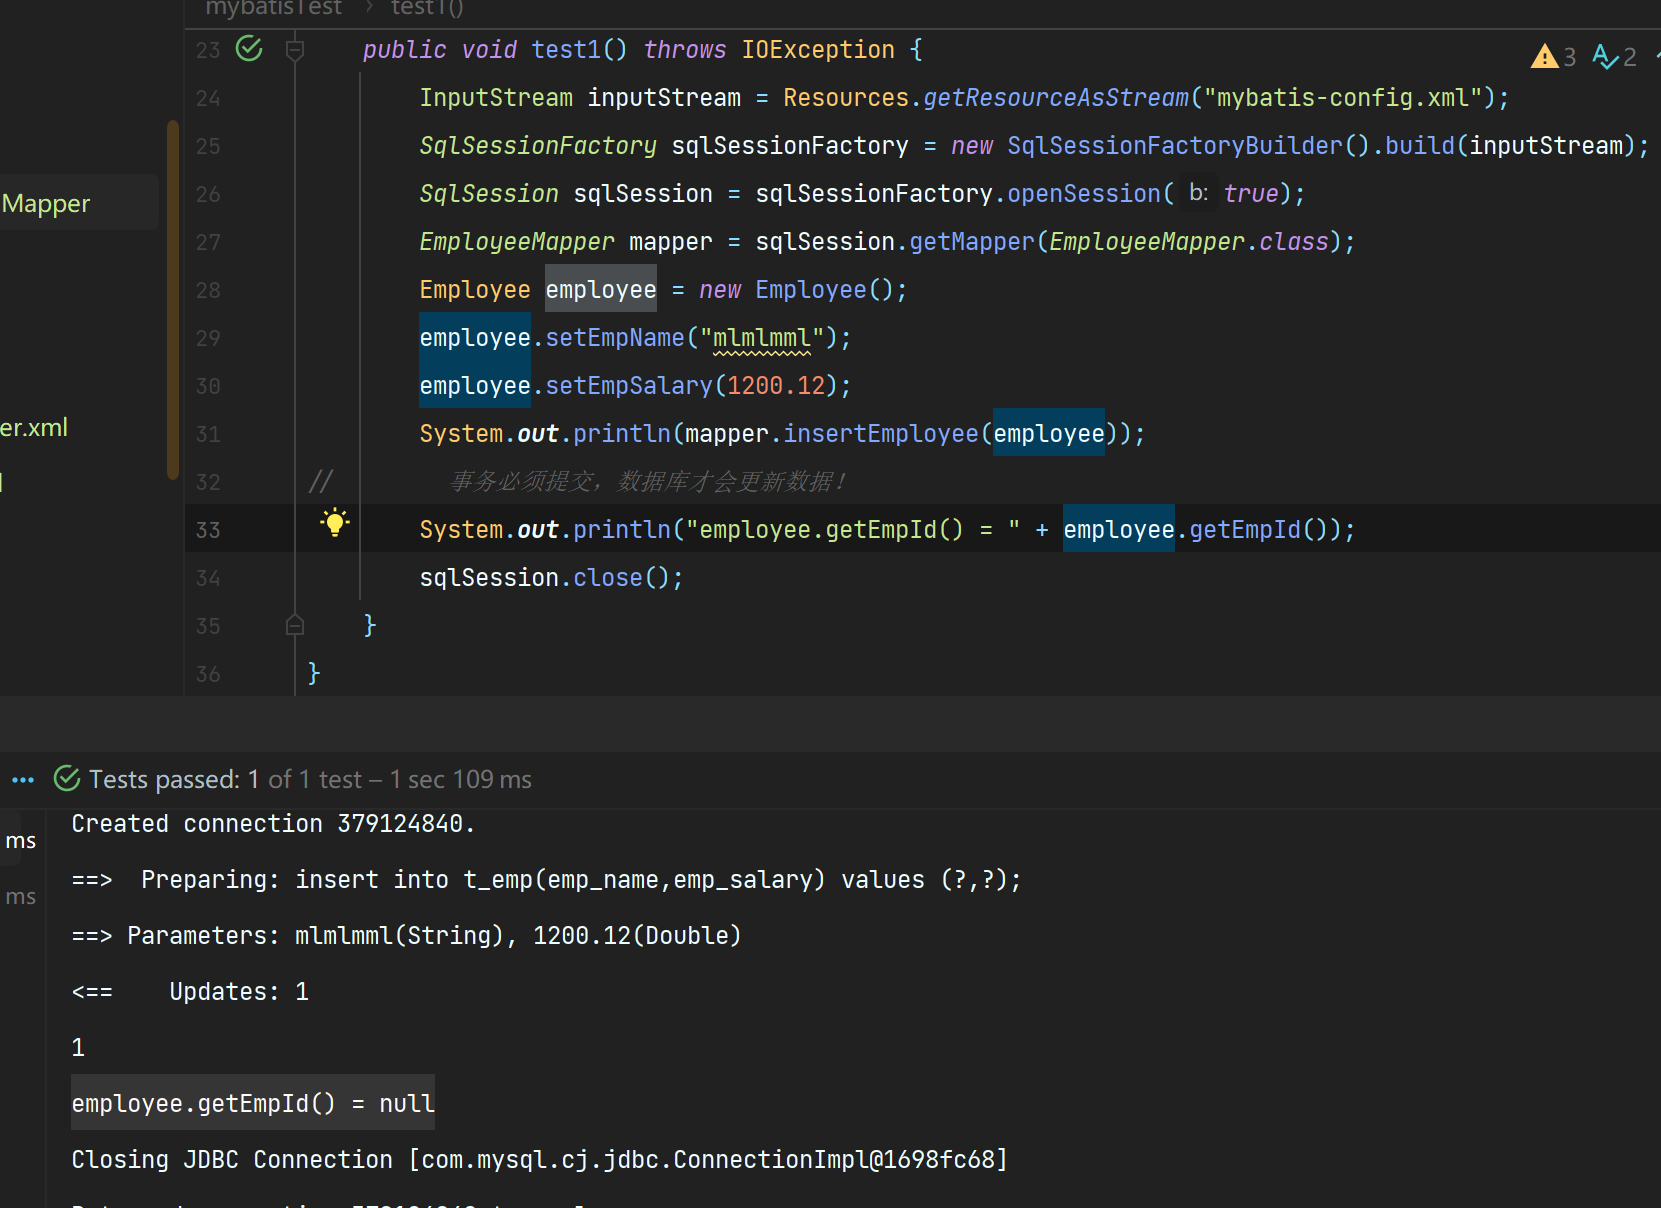 mybatisTest > test1()
23 public void test1() throws IOException {
3 2
24 InputStream inputStream = Resources.getResourceAsStream("mybatis-config.xml");
25 SqlSessionFactory sqlSessionFactory = new SqlSessionFactoryBuilder().build(inputStream);
26 SqlSession sqlSession = sqlSessionFactory.openSession( b: true);
Mapper
27 EmployeeMapper mapper = sqlSession.getMapper(EmployeeMapper.class);
28 Employee employee = new Employee();
29 employee.setEmpName("mlmlmml");
30 employee.setEmpSalary(1200.12);
er.xml
31 System.out.println(mapper.insertEmployee(employee));
32 // 事务必须提交，数据库才会更新数据！
33 System.out.println("employee.getEmpId() = " + employee.getEmpId());
34 sqlSession.close();
35 }
36 }
Tests passed: 1 of 1 test – 1 sec 109 ms
ms
ms
Created connection 379124840.
==>  Preparing: insert into t_emp(emp_name,emp_salary) values (?,?);
==> Parameters: mlmlmml(String), 1200.12(Double)
<==    Updates: 1
1
employee.getEmpId() = null
Closing JDBC Connection [com.mysql.cj.jdbc.ConnectionImpl@1698fc68]